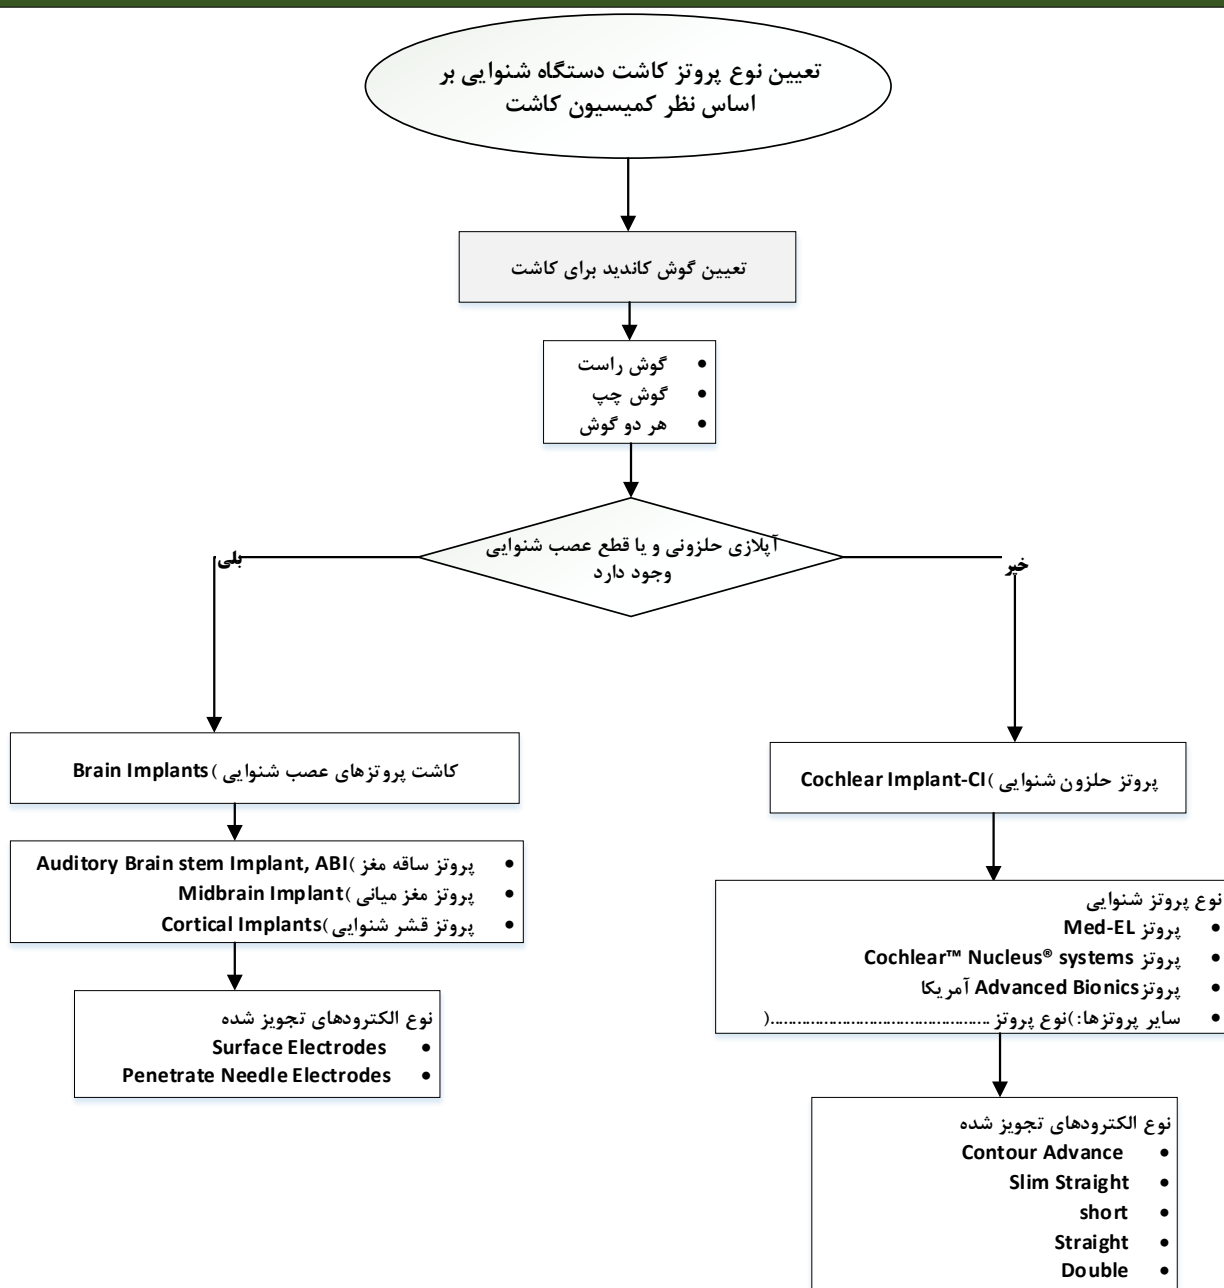 تعیین نوع پروتز کاشت دستگاه شنوایی بر
اساس نظر کمیسیون کاشت
تعیین گوش کاندید برای کاشت
• گوش راست
• گوش چپ
• هر دو گوش
آپلازی حلزونی و یا قطع عصب شنوایی
وجود دارد
خیر
بلی
پروتز حلزون شنوایی )Cochlear Implant-CI
نوع پروتز شنوایی
• پروتز Med-EL
• پروتز Cochlear™ Nucleus® systems
• پروتزAdvanced Bionics آمریکا
• سایر پروتزها:)نوع پروتز ................................................(
نوع الکترودهای تجویز شده
• Contour Advance
• Slim Straight
• short
• Straight
• Double
کاشت پروتزهای عصب شنوایی )Brain Implants
• پروتز ساقه مغز )Auditory Brain stem Implant, ABI
• پروتز مغز میانی )Midbrain Implant
• پروتز قشر شنوایی)Cortical Implants
نوع الکترودهای تجویز شده
• Surface Electrodes
• Penetrate Needle Electrodes